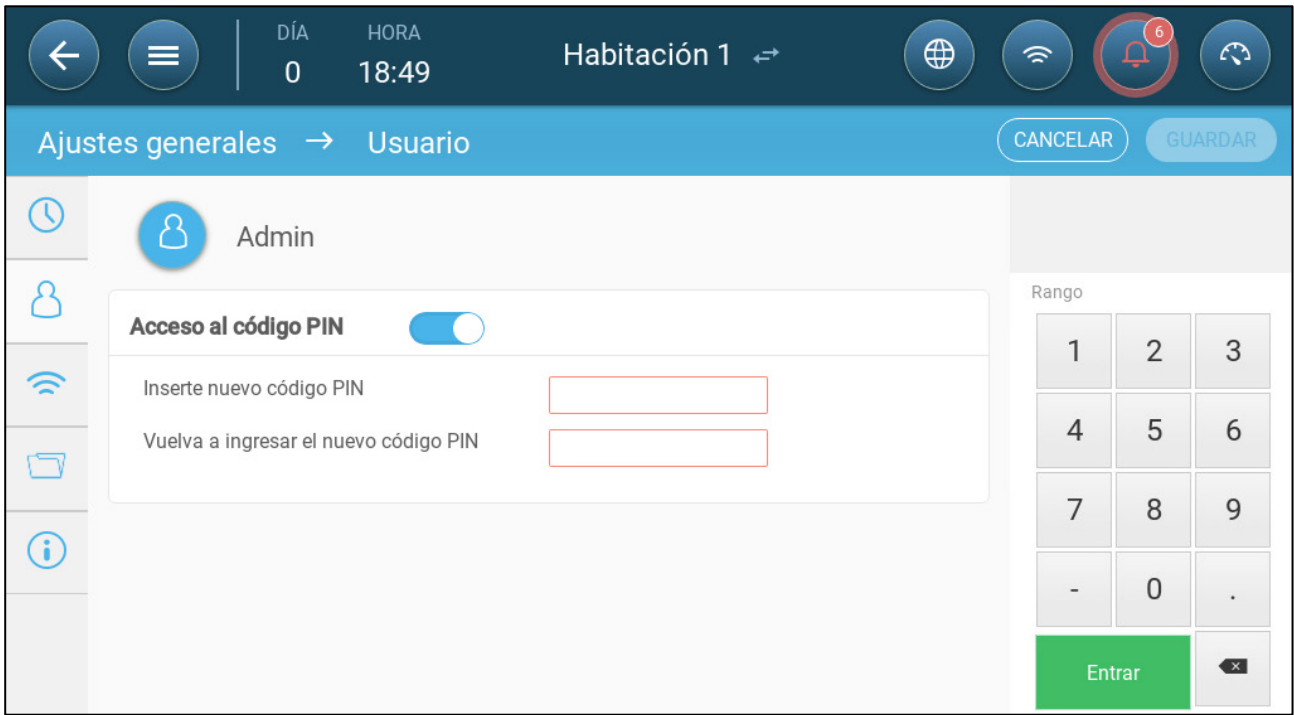 DÍA HORA
0 18:49
Habitación 1
6
Ajustes generales → Usuario
CANCELAR
GUARDAR
Admin
Acceso al código PIN
Inserte nuevo código PIN
Vuelva a ingresar el nuevo código PIN
Rango
1 2 3
4 5 6
7 8 9
- 0 .
Entrar